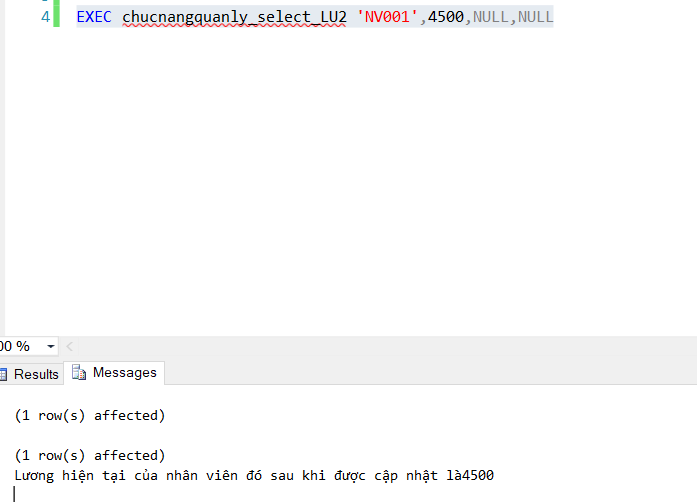 4 EXEC chucnangquanly_select_LU2 'NV001',4500,NULL,NULL
00 %
Results Messages
(1 row(s) affected)
(1 row(s) affected)
Lương hiện tại của nhân viên đó sau khi được cập nhật là4500